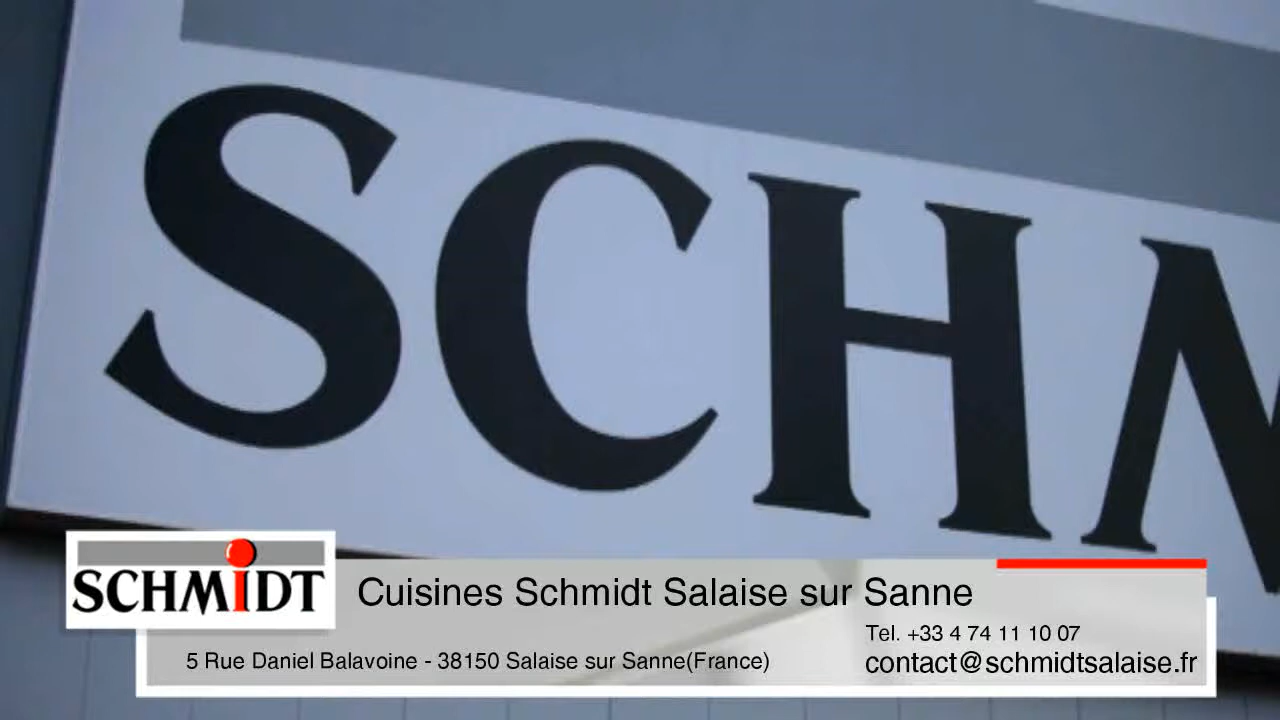 SCHM
SCHMIDT
Cuisines Schmidt Salaise sur Sanne
Tel. +33 4 74 11 10 07
5 Rue Daniel Balavoine - 38150 Salaise sur Sanne(France)
contact@schmidtsalaise.fr